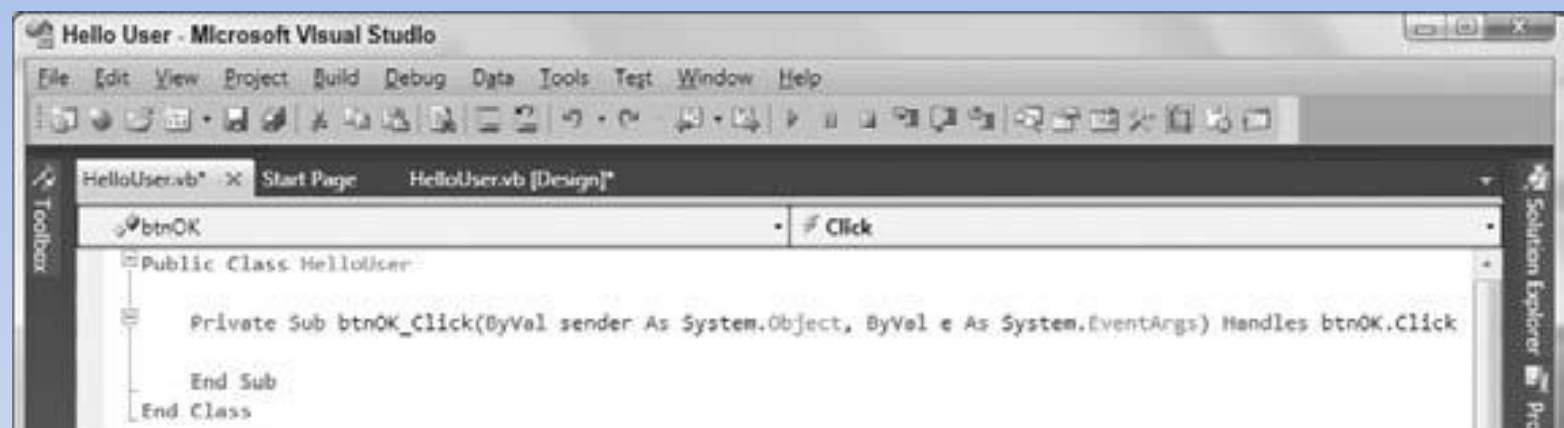 Hello User - Microsoft Visual Studio
File Edit View Project Build Debug Data Tools Test Window Help
HelloUser.vb* Start Page HelloUser.vb [Design]*
Toolbox
btnOK Click
Public Class HelloUser
Private Sub btnOK_Click(ByVal sender As System.Object, ByVal e As System.EventArgs) Handles btnOK.Click
End Sub
End Class
Solution Explorer